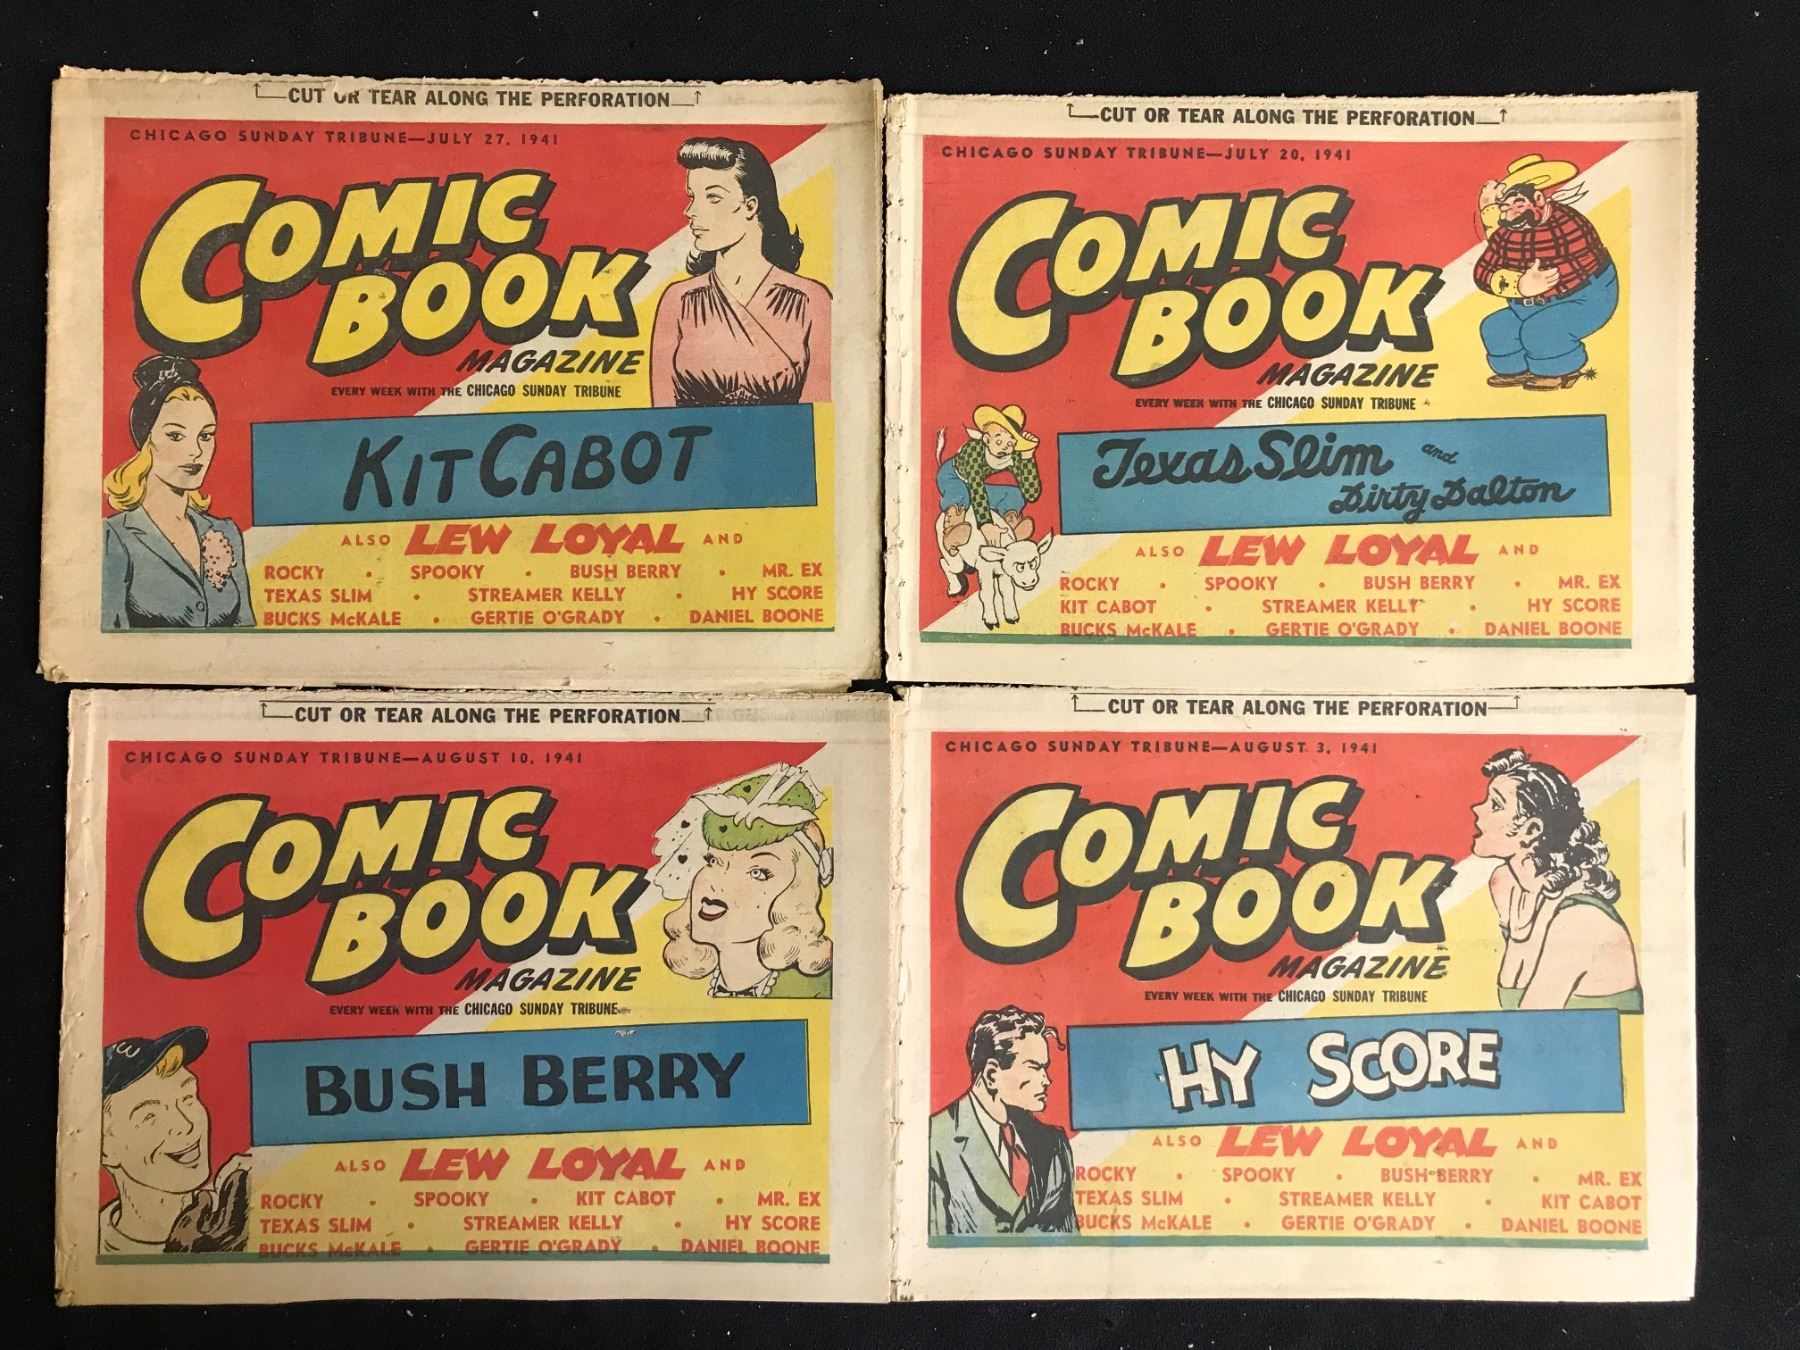 CUT OR TEAR ALONG THE PERFORATION
CHICAGO SUNDAY TRIBUNE—JULY 27, 1941
COMIC
BOOK
MAGAZINE
EVERY WEEK WITH THE CHICAGO SUNDAY TRIBUNE
KIT CABOT
ALSO LEW LOYAL AND
ROCKY • SPOOKY • BUSH BERRY • MR. EX
TEXAS SLIM • STREAMER KELLY • HY SCORE
BUCKS McKALE • GERTIE O'GRADY • DANIEL BOONE
CUT OR TEAR ALONG THE PERFORATION
CHICAGO SUNDAY TRIBUNE—JULY 20, 1941
COMIC
BOOK
MAGAZINE
EVERY WEEK WITH THE CHICAGO SUNDAY TRIBUNE
Texas Slim and
Dirty Dalton
ALSO LEW LOYAL AND
ROCKY • SPOOKY • BUSH BERRY • MR. EX
KIT CABOT • STREAMER KELLY • HY SCORE
BUCKS McKALE • GERTIE O'GRADY • DANIEL BOONE
CUT OR TEAR ALONG THE PERFORATION
CHICAGO SUNDAY TRIBUNE—AUGUST 10, 1941
COMIC
BOOK
MAGAZINE
EVERY WEEK WITH THE CHICAGO SUNDAY TRIBUNE
W
BUSH BERRY
ALSO LEW LOYAL AND
ROCKY • SPOOKY • KIT CABOT • MR. EX
TEXAS SLIM • STREAMER KELLY • HY SCORE
BUCKS McKALE • GERTIE O'GRADY • DANIEL BOONE
CUT OR TEAR ALONG THE PERFORATION
CHICAGO SUNDAY TRIBUNE—AUGUST 3, 1941
COMIC
BOOK
MAGAZINE
EVERY WEEK WITH THE CHICAGO SUNDAY TRIBUNE
HY SCORE
ALSO LEW LOYAL AND
ROCKY • SPOOKY • BUSH BERRY • MR. EX
TEXAS SLIM • STREAMER KELLY • KIT CABOT
BUCKS McKALE • GERTIE O'GRADY • DANIEL BOONE